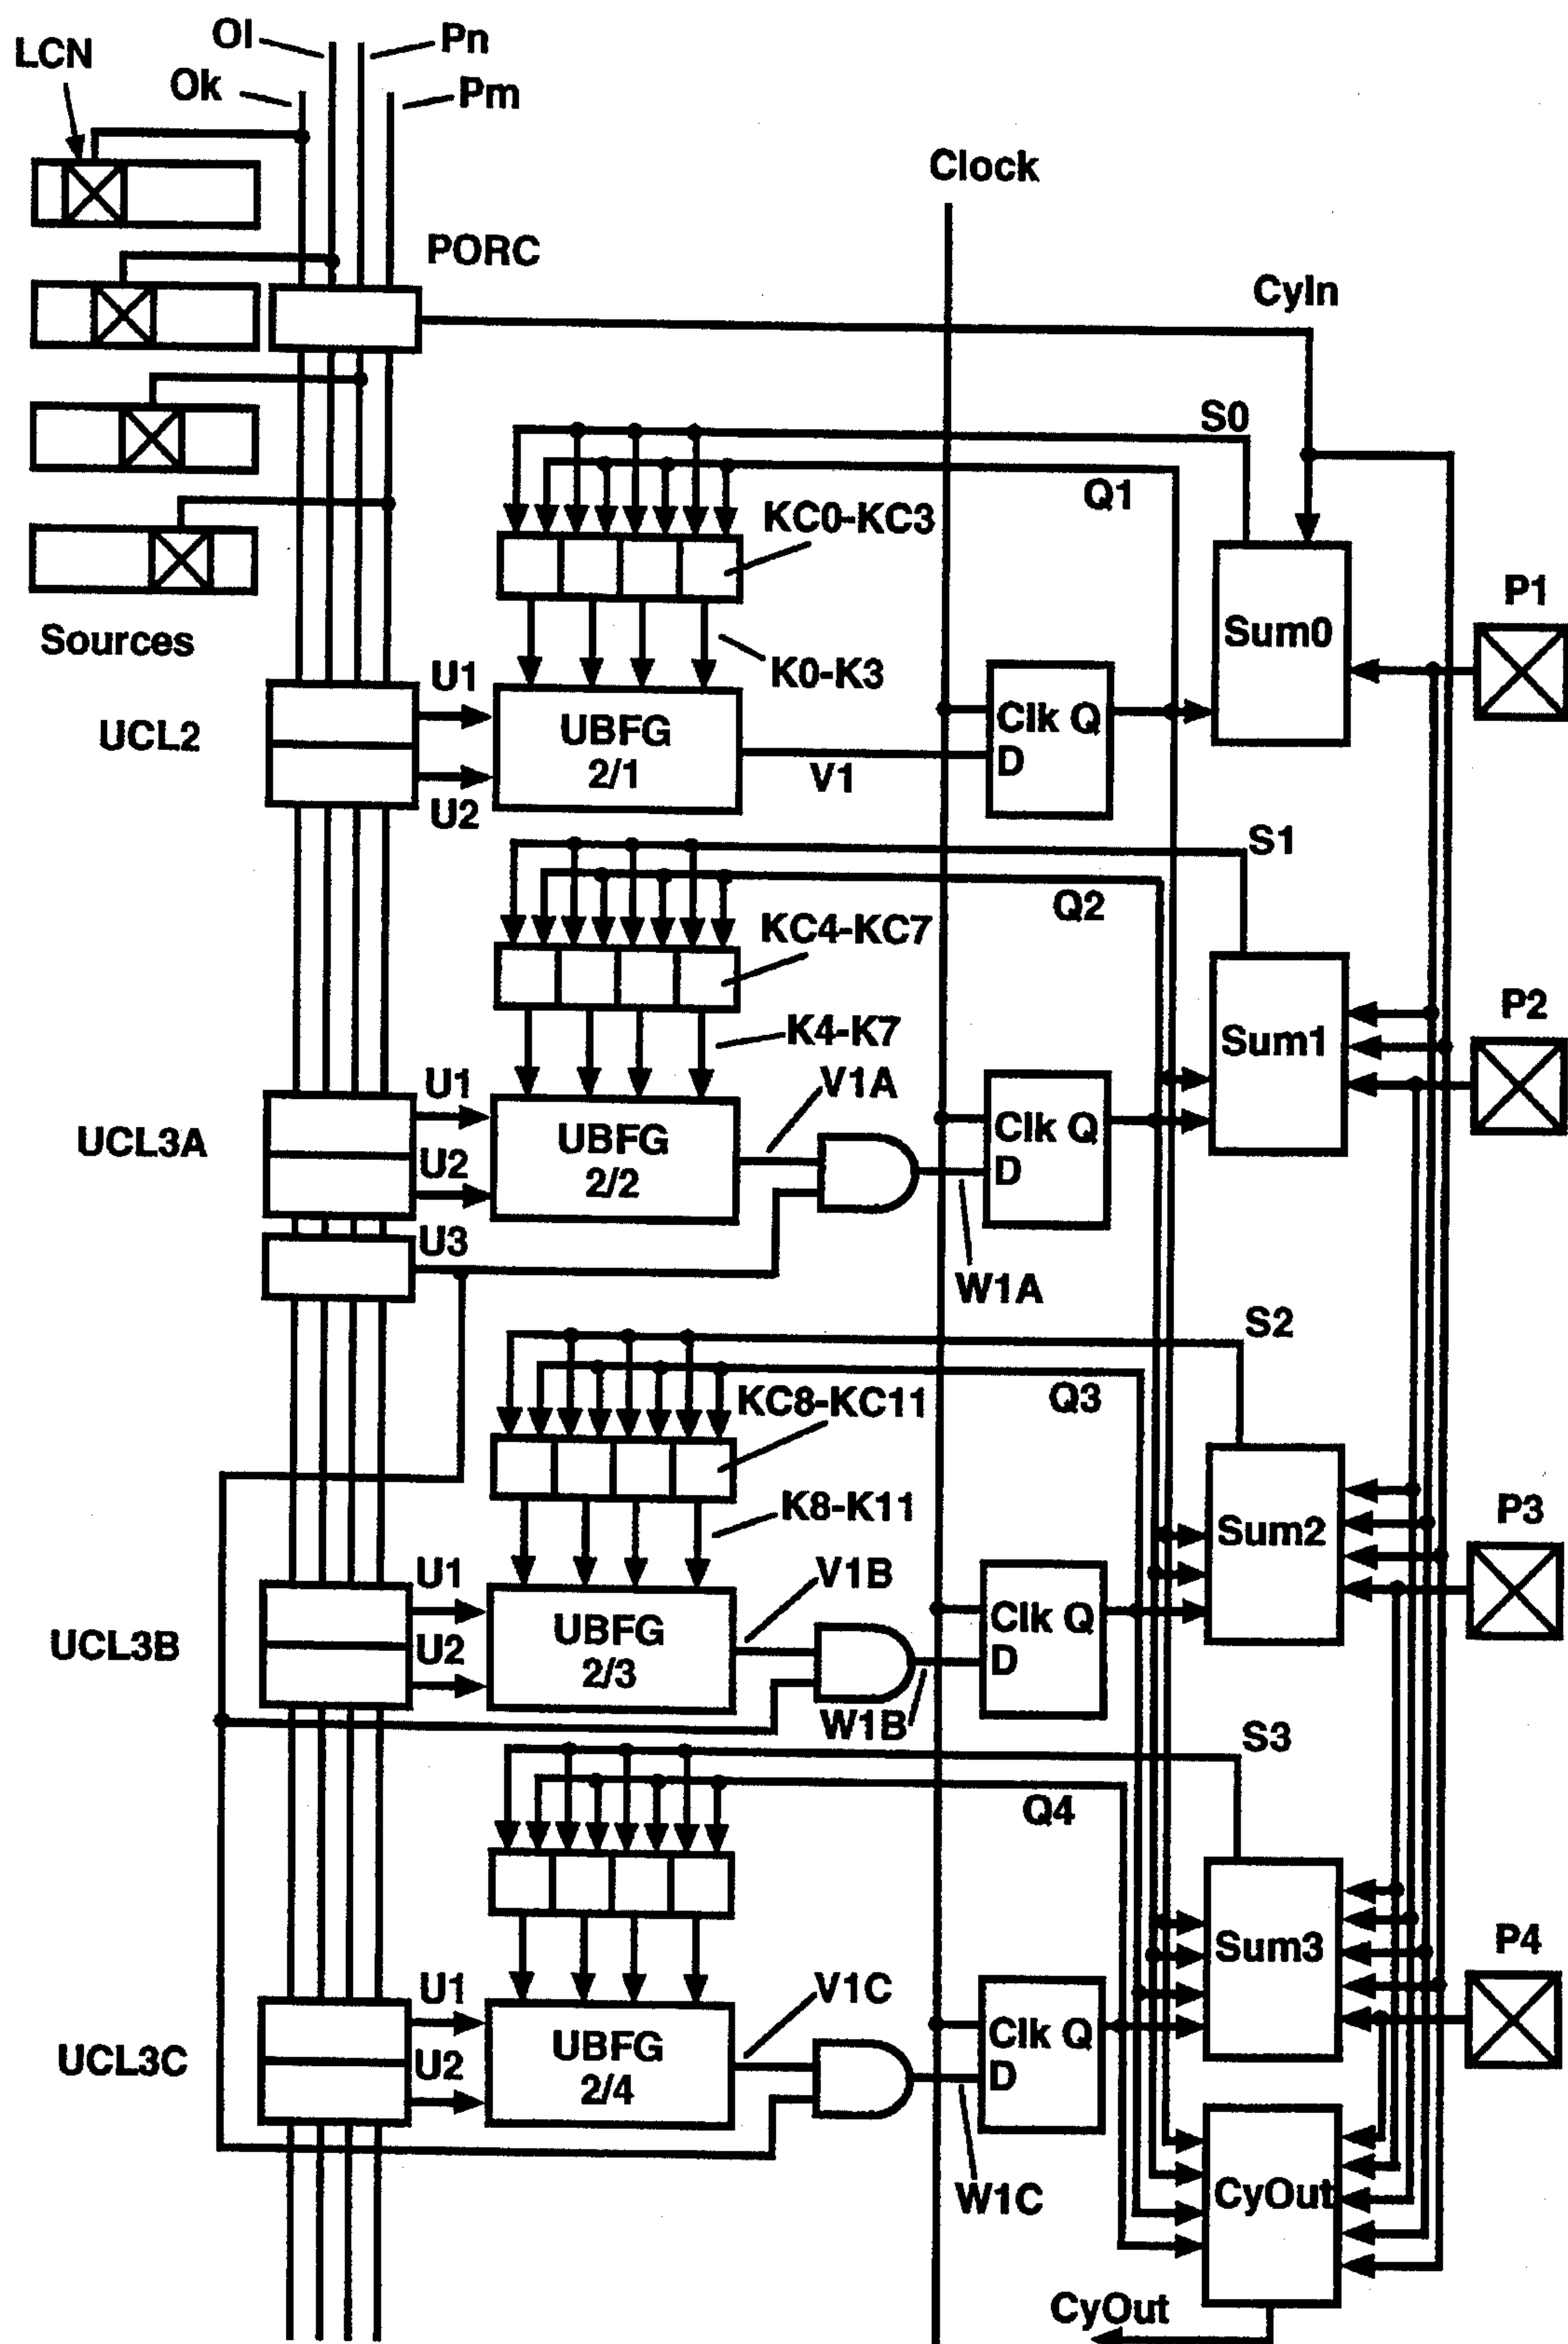 Ol
Pn
LCN
Ok
Pm
Clock
PORC
CyIn
S0
Q1
KC0-KC3
P1
Sum0
Sources
K0-K3
U1
UCL2
UBFG
2/1
Clk Q
D
V1
U2
S1
Q2
KC4-KC7
P2
K4-K7
Sum1
V1A
U1
UCL3A
UBFG
2/2
Clk Q
D
U2
U3
W1A
S2
Q3
KC8-KC11
K8-K11
P3
Sum2
V1B
U1
UCL3B
UBFG
2/3
Clk Q
D
U2
W1B
S3
Q4
P4
Sum3
V1C
U1
UCL3C
UBFG
2/4
Clk Q
D
U2
W1C
CyOut
CyOut